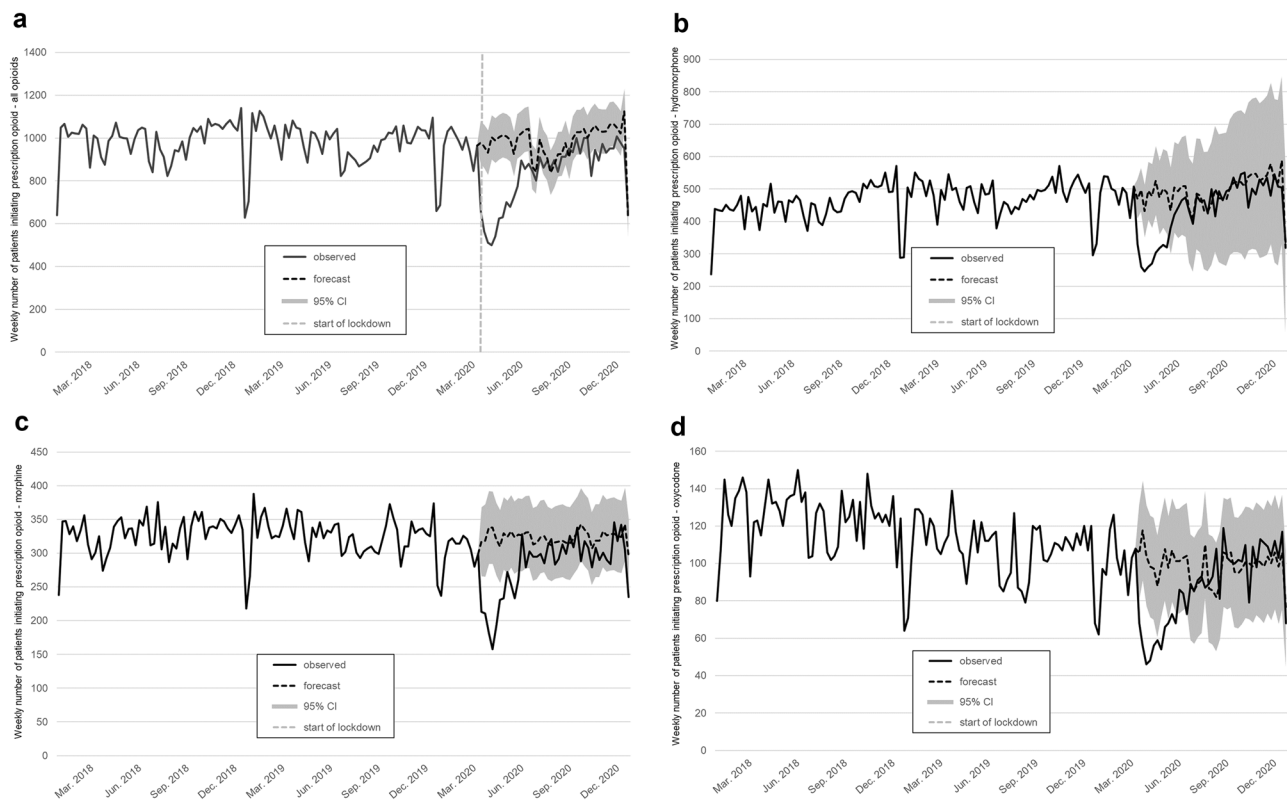 a
Weekly number of patients initiating prescription opioid - all opioids
1400
1200
1000
800
600
400
200
0
observed
forecast
95% CI
start of lockdown
Mar. 2018
Jun. 2018
Sep. 2018
Dec. 2018
Mar. 2019
Jun. 2019
Sep. 2019
Dec. 2019
Mar. 2020
Jun. 2020
Sep. 2020
Dec. 2020
b
Weekly number of patients initiating prescription opioid - hydromorphone
900
800
700
600
500
400
300
200
100
0
observed
forecast
95% CI
start of lockdown
Mar. 2018
Jun. 2018
Sep. 2018
Dec. 2018
Mar. 2019
Jun. 2019
Sep. 2019
Dec. 2019
Mar. 2020
Jun. 2020
Sep. 2020
Dec. 2020
c
Weekly number of patients initiating prescription opioid - morphine
450
400
350
300
250
200
150
100
50
0
observed
forecast
95% CI
start of lockdown
Mar. 2018
Jun. 2018
Sep. 2018
Dec. 2018
Mar. 2019
Jun. 2019
Sep. 2019
Dec. 2019
Mar. 2020
Jun. 2020
Sep. 2020
Dec. 2020
d
Weekly number of patients initiating prescription opioid - oxycodone
160
140
120
100
80
60
40
20
0
observed
forecast
95% CI
start of lockdown
Mar. 2018
Jun. 2018
Sep. 2018
Dec. 2018
Mar. 2019
Jun. 2019
Sep. 2019
Dec. 2019
Mar. 2020
Jun. 2020
Sep. 2020
Dec. 2020